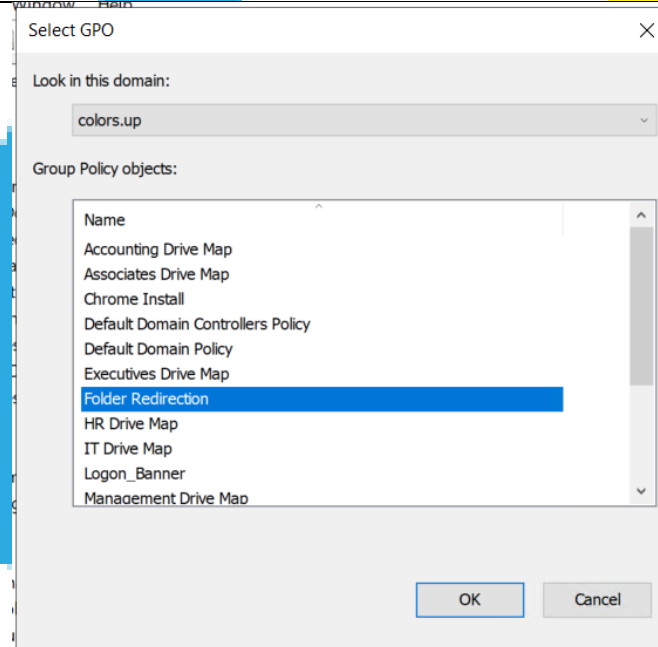 Window Help
Select GPO
Look in this domain:
colors.up
Group Policy objects:
Name
Accounting Drive Map
Associates Drive Map
Chrome Install
Default Domain Controllers Policy
Default Domain Policy
Executives Drive Map
Folder Redirection
HR Drive Map
IT Drive Map
Logon_Banner
Management Drive Map
OK Cancel